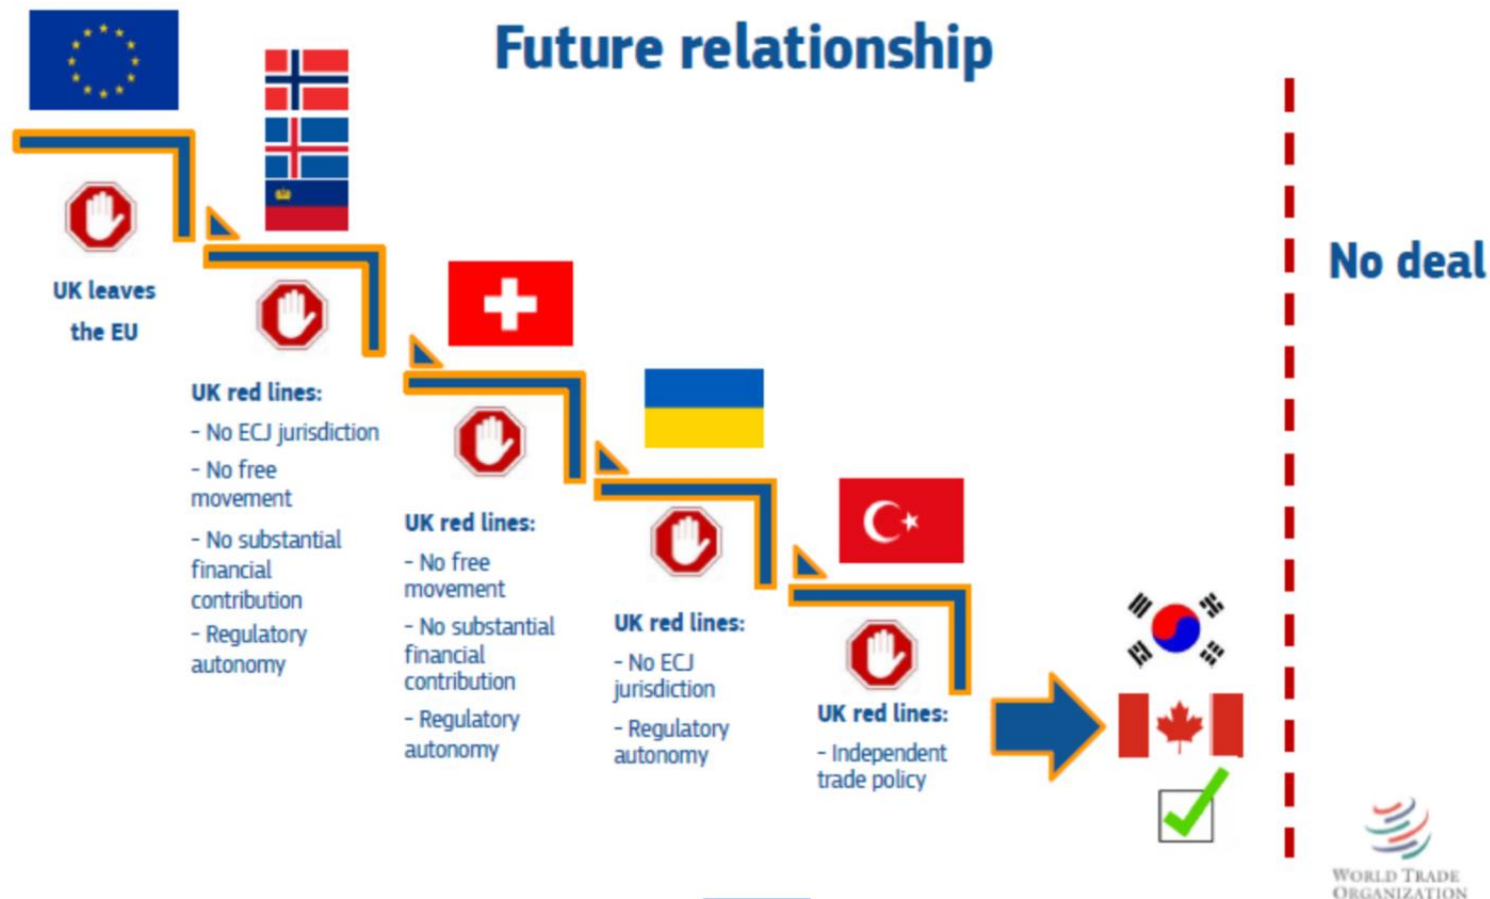 Future relationship
No deal
UK leaves
the EU
UK red lines:
- No ECJ jurisdiction
- No free
movement
- No substantial
financial
contribution
- Regulatory
autonomy
UK red lines:
- No free
movement
- No substantial
financial
contribution
- Regulatory
autonomy
UK red lines:
- No ECJ
jurisdiction
- Regulatory
autonomy
UK red lines:
- Independent
trade policy
WORLD TRADE
ORGANIZATION